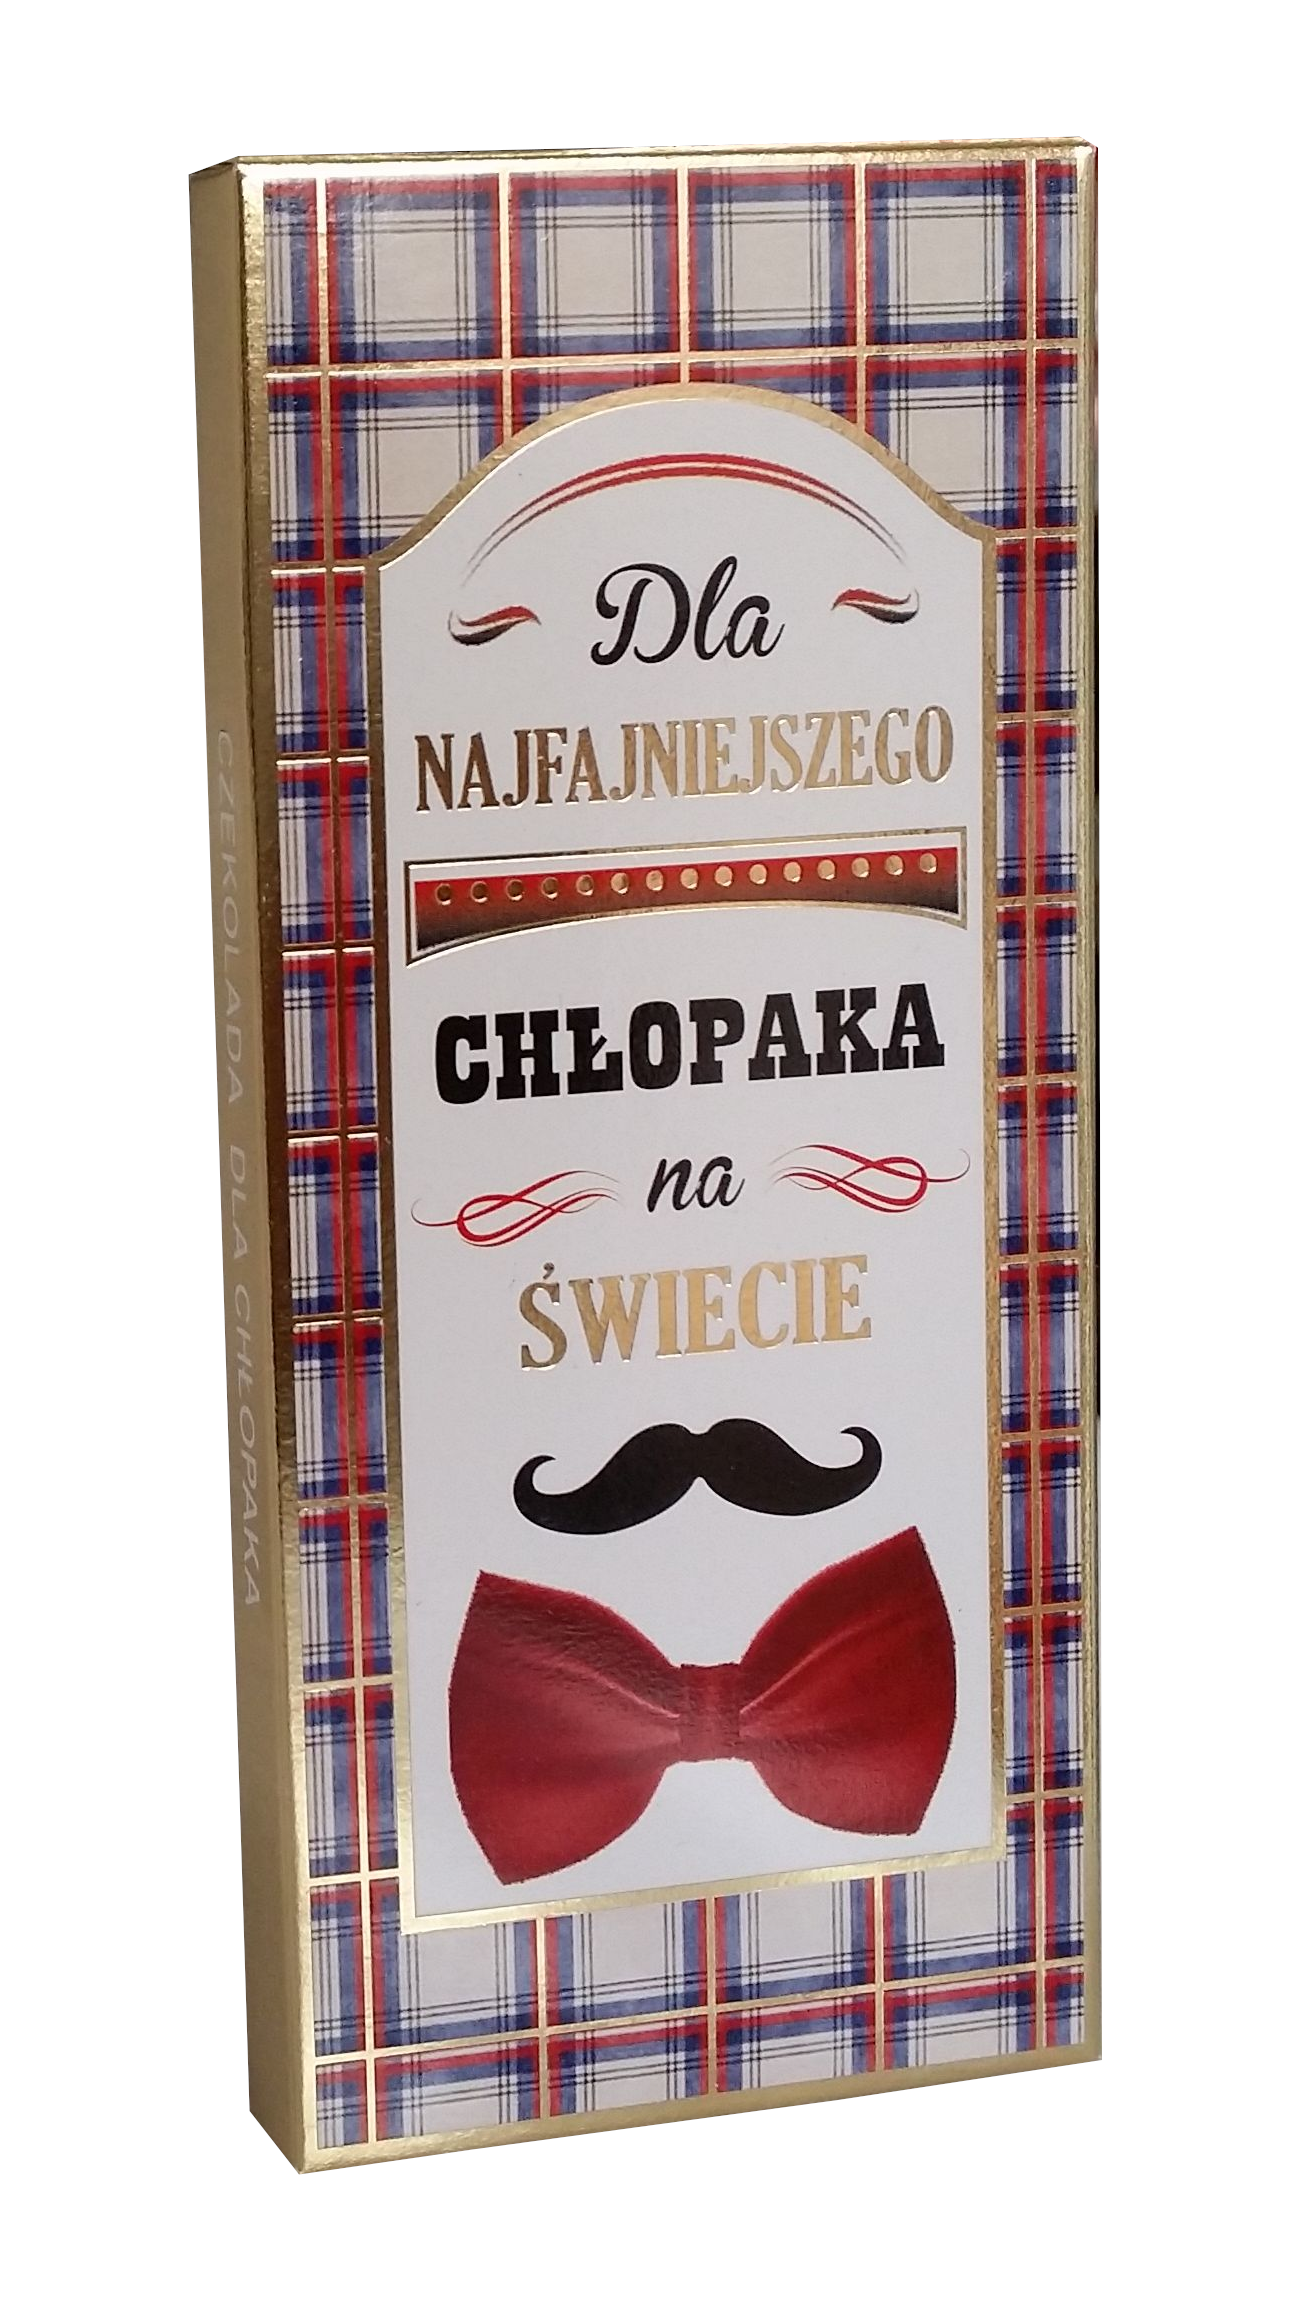 Dla
NAJFAJNIEJSZEGO
CHŁOPAKA
na
ŚWIECIE
CZEKOLADA DLA CHŁOPAKA